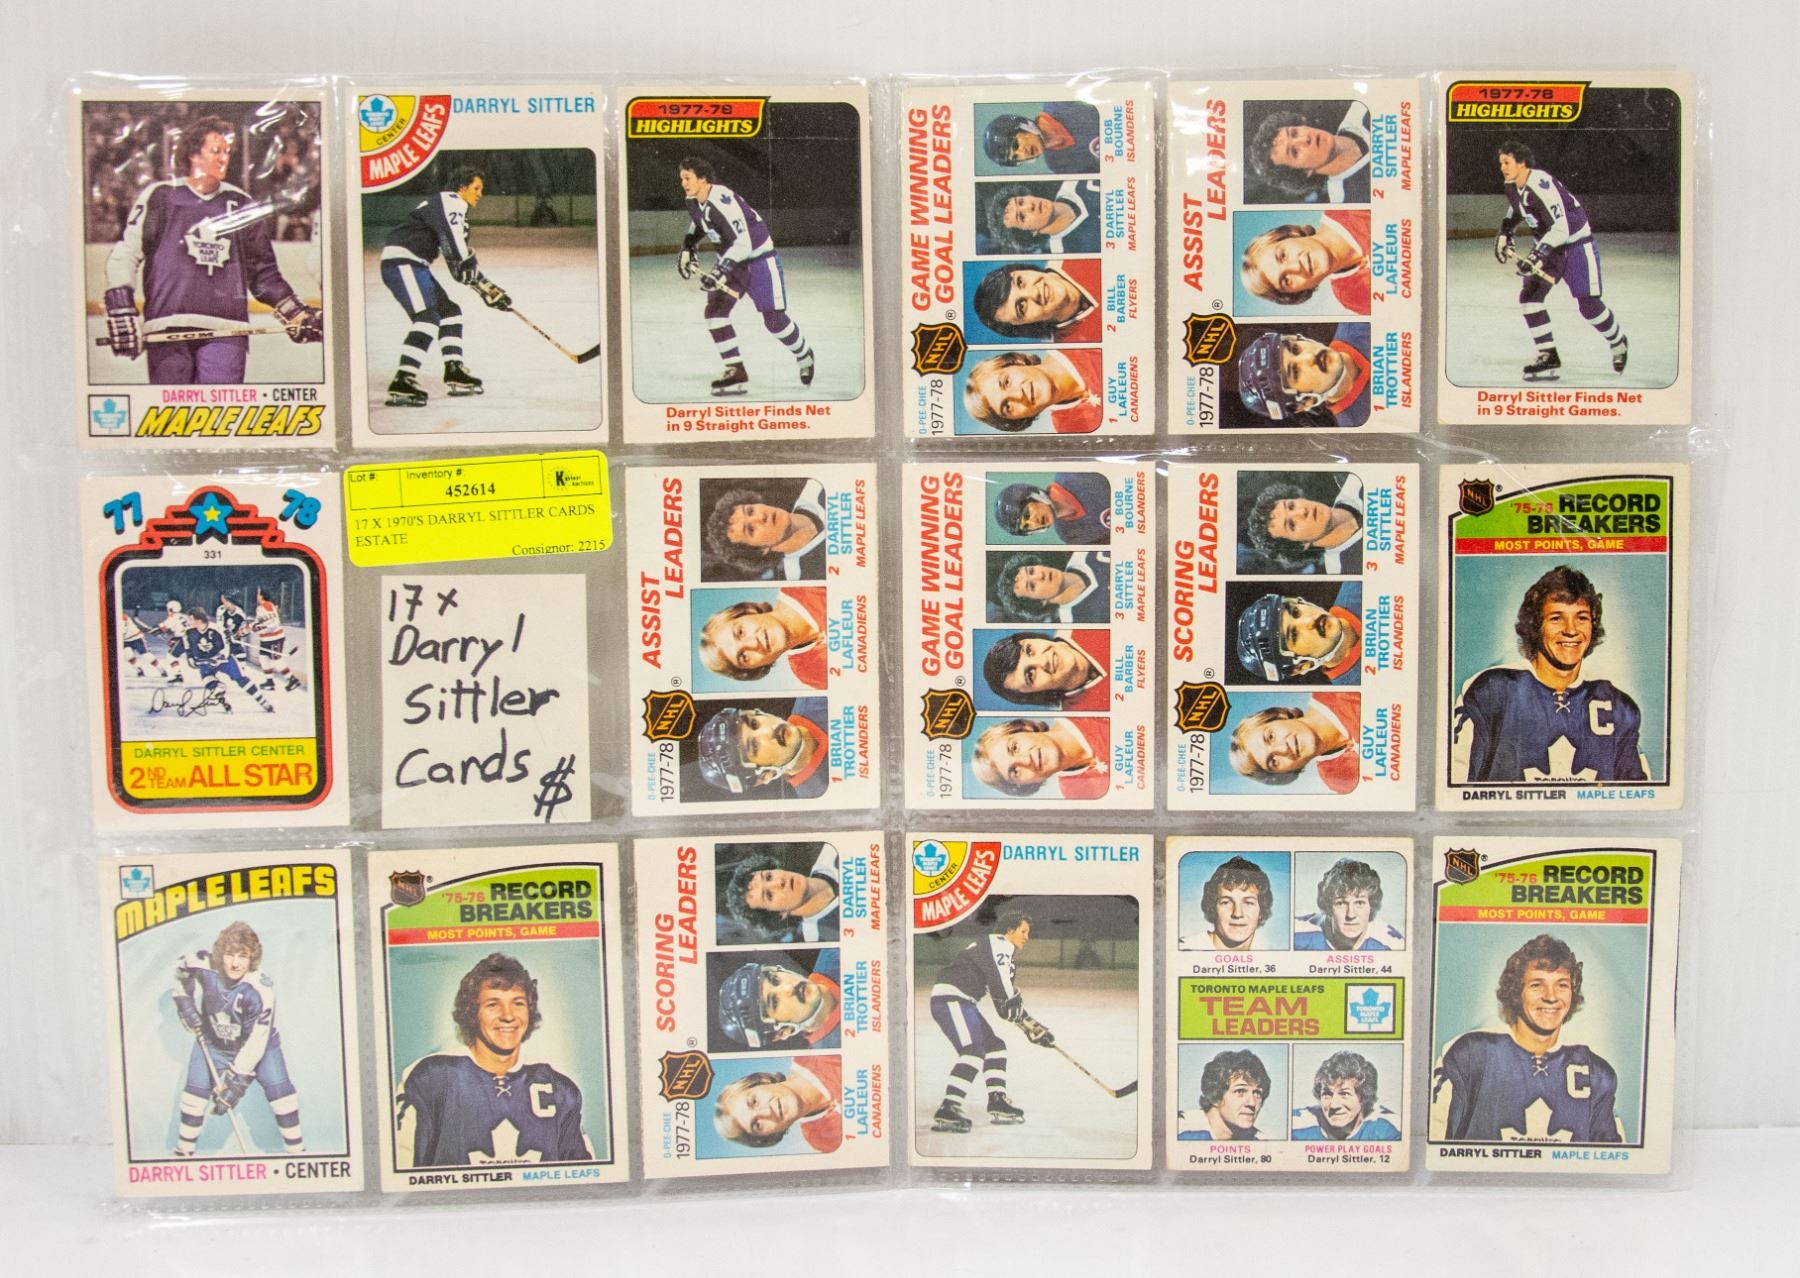 TORONTO
MAPLE
LEAFS
CCM
DARRYL SITTLER • CENTER
MAPLE LEAFS
CENTER
MAPLE LEAFS
DARRYL SITTLER
1977-78
HIGHLIGHTS
Darryl Sittler Finds Net
in 9 Straight Games.
GAME WINNING
GOAL LEADERS
NHL ®
O-PEE-CHEE
1977-78
1 GUY
LAFLEUR
CANADIENS
2 BILL
BARBER
FLYERS
3 DARRYL
SITTLER
MAPLE LEAFS
3 BOB
BOURNE
ISLANDERS
ASSIST
LEADERS
NHL ®
O-PEE-CHEE
1977-78
1 BRIAN
TROTTIER
ISLANDERS
2 GUY
LAFLEUR
CANADIENS
2 DARRYL
SITTLER
MAPLE LEAFS
1977-78
HIGHLIGHTS
Darryl Sittler Finds Net
in 9 Straight Games.
77 78
331
Darryl Sittler
DARRYL SITTLER CENTER
2ND TEAM ALL STAR
Lot #:
Inventory #:
452614
Kastner
Auctions
17 X 1970'S DARRYL SITTLER CARDS
ESTATE
Consignor: 2215
17 x
Darryl
Sittler
Cards $
ASSIST
LEADERS
NHL ®
O-PEE-CHEE
1977-78
1 BRIAN
TROTTIER
ISLANDERS
2 GUY
LAFLEUR
CANADIENS
2 DARRYL
SITTLER
MAPLE LEAFS
GAME WINNING
GOAL LEADERS
NHL ®
O-PEE-CHEE
1977-78
1 GUY
LAFLEUR
CANADIENS
2 BILL
BARBER
FLYERS
3 DARRYL
SITTLER
MAPLE LEAFS
3 BOB
BOURNE
ISLANDERS
SCORING
LEADERS
NHL ®
O-PEE-CHEE
1977-78
1 GUY
LAFLEUR
CANADIENS
2 BRIAN
TROTTIER
ISLANDERS
3 DARRYL
SITTLER
MAPLE LEAFS
NHL ®
'75-76 RECORD
BREAKERS
MOST POINTS, GAME
C
TORONTO
DARRYL SITTLER MAPLE LEAFS
MAPLE LEAFS
DARRYL SITTLER • CENTER
NHL ®
'75-76 RECORD
BREAKERS
MOST POINTS, GAME
C
TORONTO
DARRYL SITTLER MAPLE LEAFS
SCORING
LEADERS
NHL ®
O-PEE-CHEE
1977-78
1 GUY
LAFLEUR
CANADIENS
2 BRIAN
TROTTIER
ISLANDERS
3 DARRYL
SITTLER
MAPLE LEAFS
CENTER
MAPLE LEAFS
DARRYL SITTLER
GOALS
Darryl Sittler, 36
ASSISTS
Darryl Sittler, 44
TORONTO MAPLE LEAFS
TEAM
LEADERS
POINTS
Darryl Sittler, 80
POWER PLAY GOALS
Darryl Sittler, 12
NHL ®
'75-76 RECORD
BREAKERS
MOST POINTS, GAME
C
TORONTO
DARRYL SITTLER MAPLE LEAFS